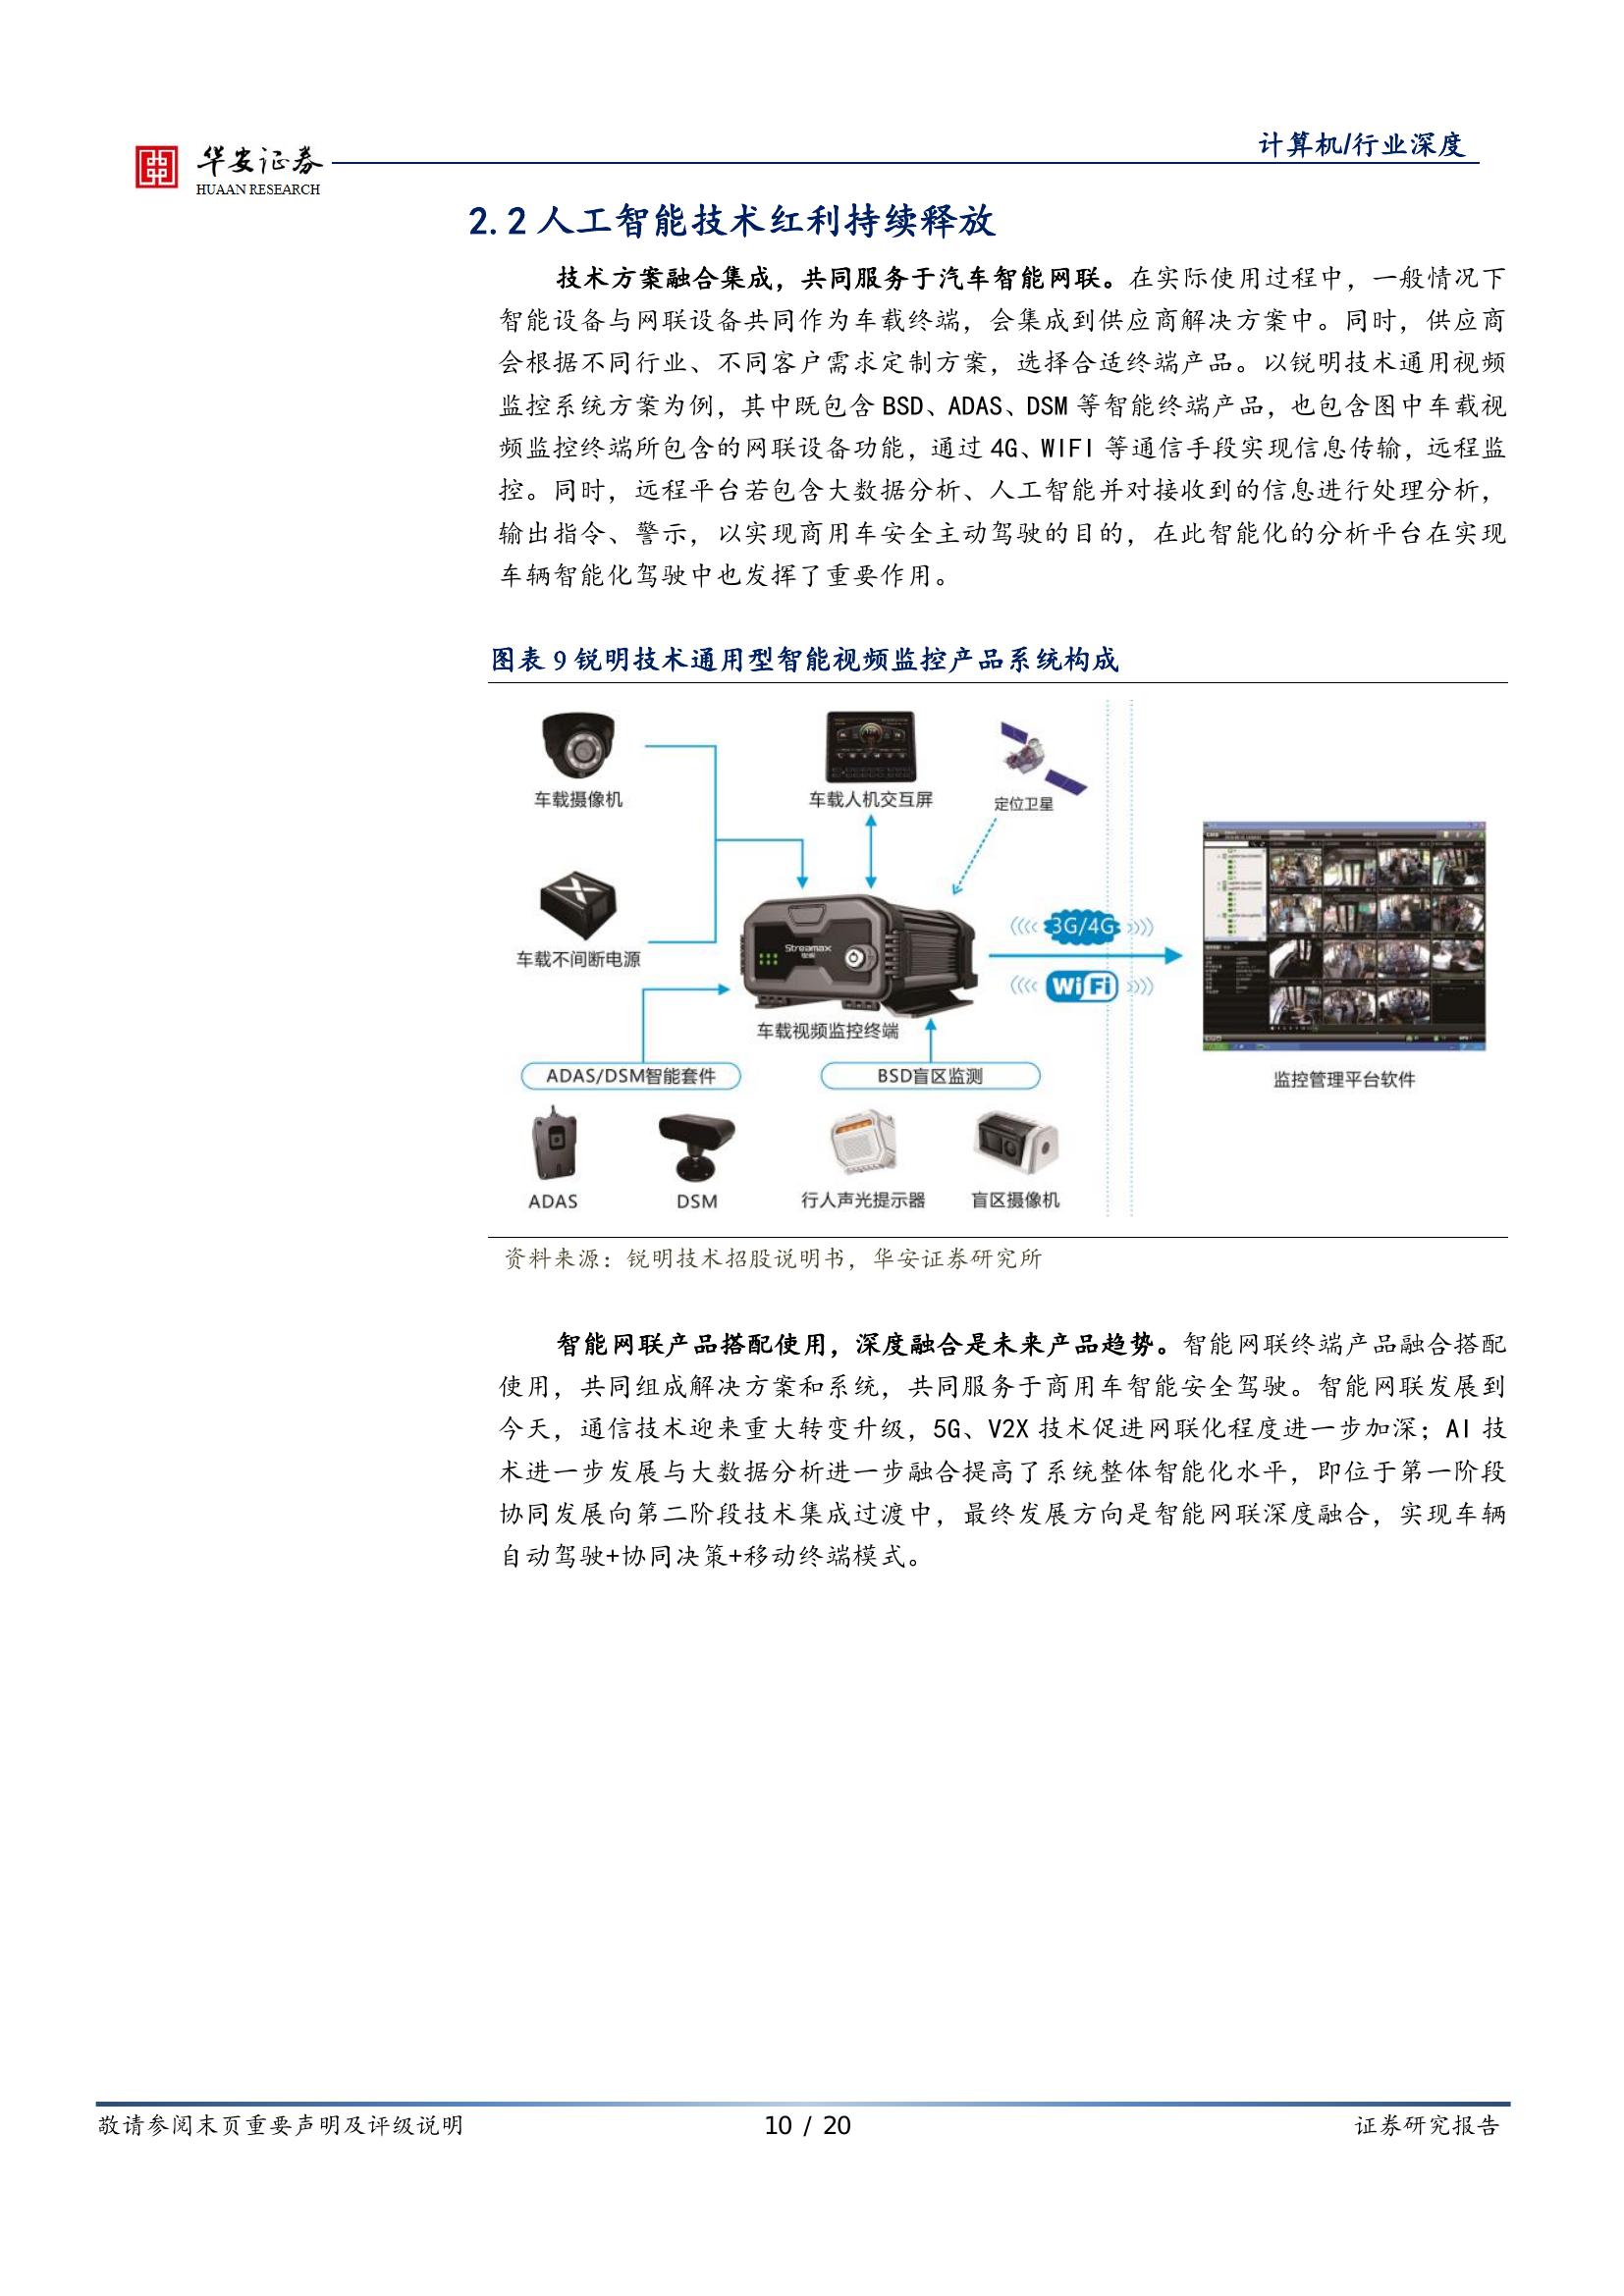 华安证券
HUAAN RESEARCH
计算机/行业深度
2.2 人工智能技术红利持续释放
技术方案融合集成，共同服务于汽车智能网联。在实际使用过程中，一般情况下
智能设备与网联设备共同作为车载终端，会集成到供应商解决方案中。同时，供应商
会根据不同行业、不同客户需求定制方案，选择合适终端产品。以锐明技术通用视频
监控系统方案为例，其中既包含 BSD、ADAS、DSM 等智能终端产品，也包含图中车载视
频监控终端所包含的网联设备功能，通过 4G、WIFI 等通信手段实现信息传输，远程监
控。同时，远程平台若包含大数据分析、人工智能并对接收到的信息进行处理分析，
输出指令、警示，以实现商用车安全主动驾驶的目的，在此智能化的分析平台在实现
车辆智能化驾驶中也发挥了重要作用。
图表 9 锐明技术通用型智能视频监控产品系统构成
车载摄像机
车载人机交互屏
定位卫星
车载不间断电源
Streamax
锐明
3G/4G
WiFi
车载视频监控终端
ADAS/DSM智能套件
BSD盲区监测
监控管理平台软件
ADAS
DSM
行人声光提示器
盲区摄像机
资料来源：锐明技术招股说明书，华安证券研究所
智能网联产品搭配使用，深度融合是未来产品趋势。智能网联终端产品融合搭配
使用，共同组成解决方案和系统，共同服务于商用车智能安全驾驶。智能网联发展到
今天，通信技术迎来重大转变升级，5G、V2X 技术促进网联化程度进一步加深；AI 技
术进一步发展与大数据分析进一步融合提高了系统整体智能化水平，即位于第一阶段
协同发展向第二阶段技术集成过渡中，最终发展方向是智能网联深度融合，实现车辆
自动驾驶+协同决策+移动终端模式。
敬请参阅末页重要声明及评级说明
10 / 20
证券研究报告